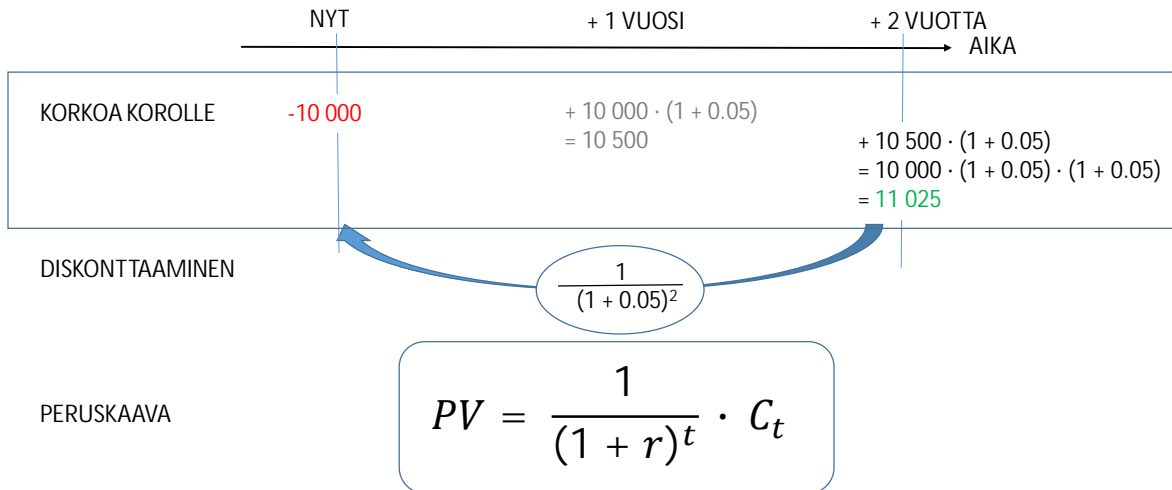 NYT + 1 VUOSI + 2 VUOTTA
AIKA
KORKOA KOROLLE -10 000 + 10 000 · (1 + 0.05)
= 10 500
+ 10 500 · (1 + 0.05)
= 10 000 · (1 + 0.05) · (1 + 0.05)
= 11 025
DISKONTTAAMINEN
1
(1 + 0.05)²
PERUSKAAVA
PV = 1/(1 + r)^t · C_t